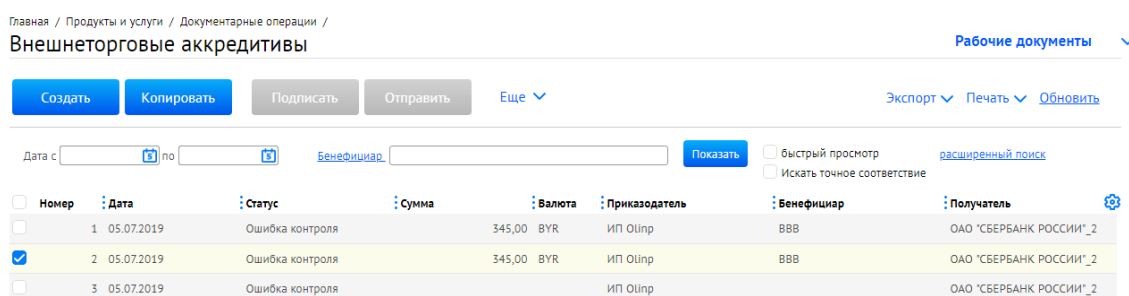 Главная / Продукты и услуги / Документарные операции /
Внешнеторговые аккредитивы
Рабочие документы
Создать Копировать Подписать Отправить Еще Экспорт Печать Обновить
Дата с по Бенефициар Показать быстрый просмотр расширенный поиск
Искать точное соответствие
Номер Дата Статус Сумма Валюта Приказодатель Бенефициар Получатель
1 05.07.2019 Ошибка контроля 345,00 BYR ИП Olinp BBB ОАО "СБЕРБАНК РОССИИ"_2
2 05.07.2019 Ошибка контроля 345,00 BYR ИП Olinp BBB ОАО "СБЕРБАНК РОССИИ"_2
3 05.07.2019 Ошибка контроля ИП Olinp ОАО "СБЕРБАНК РОССИИ"_2